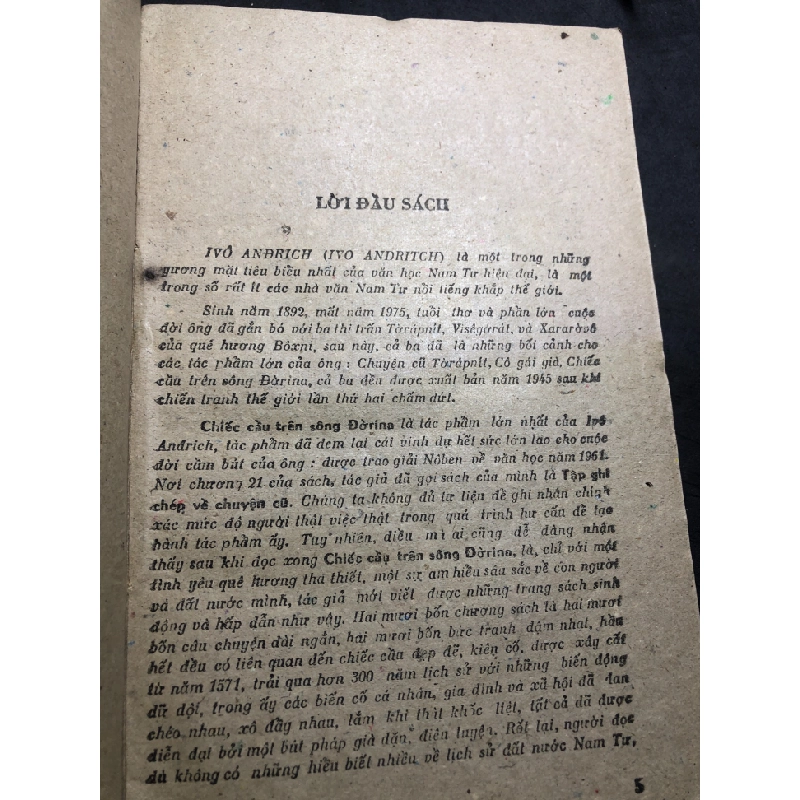 LỜI ĐẦU SÁCH
IVÔ ANĐRICH (IVO ANDRITCH) là một trong những
gương mặt tiêu biểu nhất của văn học Nam Tư hiện đại, là một
trong số rất ít các nhà văn Nam Tư nổi tiếng khắp thế giới.
Sinh năm 1892, mất năm 1975, tuổi thơ và phần lớn cuộc
đời ông đã gắn bó với ba thị trấn Tơrápnít, Viségơrát, và Xararôvô
của quê hương Bôxni, sau này, cả ba đã là những bối cảnh cho
các tác phẩm lớn của ông : Chuyện cũ Tơrápnít, Cô gái già, Chiếc
cầu trên sông Đờrina, cả ba đều được xuất bản năm 1945 sau khi
chiến tranh thế giới lần thứ hai chấm dứt.
Chiếc cầu trên sông Đờrina là tác phẩm lớn nhất của Ivô
Andrich, tác phẩm đã đem lại cái vinh dự hết sức lớn lao cho cuộc
đời cầm bút của ông : được trao giải Nôben về văn học năm 1961.
Nơi chương 21 của sách, tác giả đã gọi sách của mình là Tập ghi
chép về chuyện cũ. Chúng ta không đủ tư liệu để ghi nhận chính
xác mức độ người thật việc thật trong quá trình hư cấu để tạo
hành tác phẩm ấy. Tuy nhiên, điều mà ai cũng dễ dàng nhận
thấy sau khi đọc xong Chiếc cầu trên sông Đờrina, là, chỉ với một
tình yêu quê hương tha thiết, một sự am hiểu sâu sắc về con người
và đất nước mình, tác giả mới viết được những trang sách sinh
động và hấp dẫn như vậy. Hai mươi bốn chương sách là hai mươi
bốn câu chuyện dài ngắn, hai mươi bốn bức tranh đậm nhạt, hầu
hết đều có liên quan đến chiếc cầu đẹp đẽ, kiên cố, được xây cất
từ năm 1571, trải qua hơn 300 năm lịch sử với những biến động
dữ dội, trong ấy các biến cố cá nhân, gia đình và xã hội đã đan
chéo nhau, xô đẩy nhau, lắm khi thật khốc liệt, tất cả đã được
diễn đạt bởi một bút pháp già dặn, điện luyện. Rốt lại, người đọc
dù không có những hiểu biết nhiều về lịch sử đất nước Nam Tư,
5